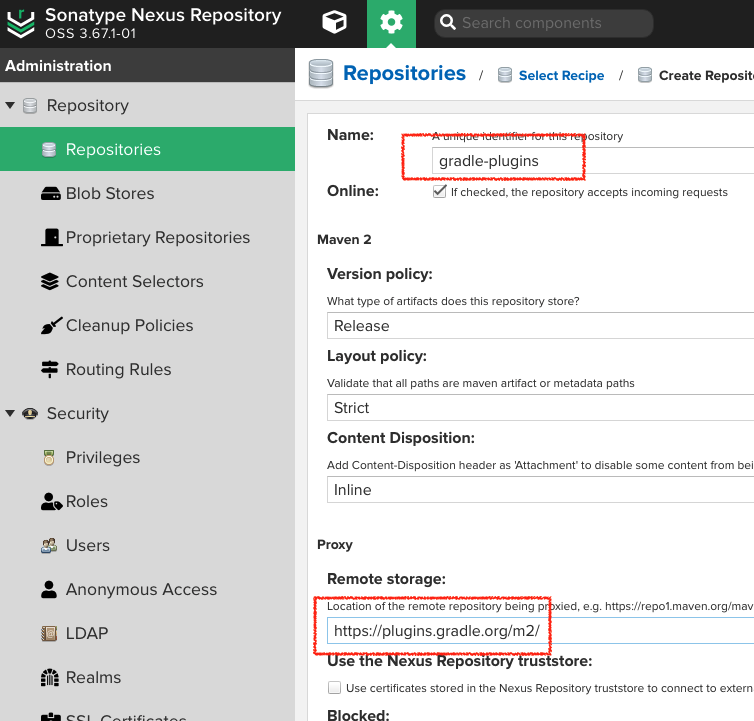 Sonatype Nexus Repository
OSS 3.67.1-01
Search components
Administration
Repository
Repositories
Blob Stores
Proprietary Repositories
Content Selectors
Cleanup Policies
Routing Rules
Security
Privileges
Roles
Users
Anonymous Access
LDAP
Realms
SSL Certificates
Repositories / Select Recipe / Create Reposit
Name:
A unique identifier for this repository
gradle-plugins
Online:
If checked, the repository accepts incoming requests
Maven 2
Version policy:
What type of artifacts does this repository store?
Release
Layout policy:
Validate that all paths are maven artifact or metadata paths
Strict
Content Disposition:
Add Content-Disposition header as 'Attachment' to disable some content from bei
Inline
Proxy
Remote storage:
Location of the remote repository being proxied, e.g. https://repo1.maven.org/mav
https://plugins.gradle.org/m2/
Use the Nexus Repository truststore:
Use certificates stored in the Nexus Repository truststore to connect to extern
Blocked: